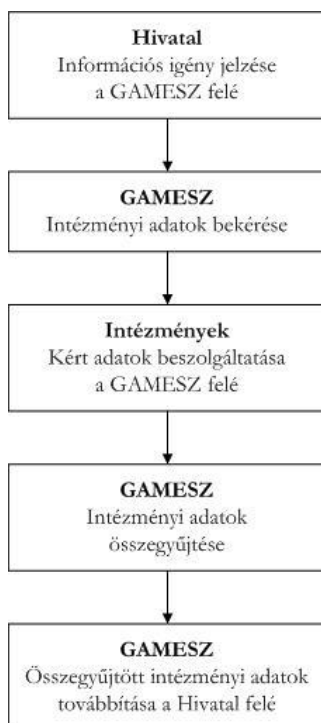 Hivatal
Információs igény jelzése
a GAMESZ felé
GAMESZ
Intézményi adatok bekérése
Intézmények
Kért adatok beszolgáltatása
a GAMESZ felé
GAMESZ
Intézményi adatok
összegyűjtése
GAMESZ
Összegyűjtött intézményi adatok
továbbítása a Hivatal felé